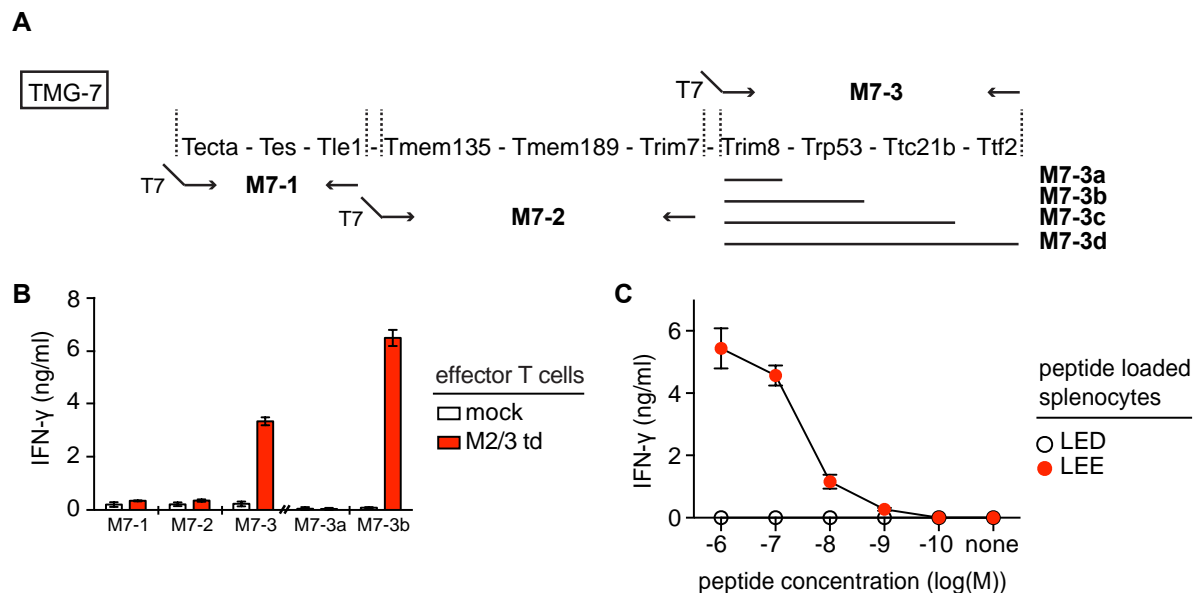 A
TMG-7
T7 M7-3
Tecta - Tes - Tle1 - Tmem135 - Tmem189 - Trim7 - Trim8 - Trp53 - Ttc21b - Ttf2
T7 M7-1
T7 M7-2
M7-3a
M7-3b
M7-3c
M7-3d
B
IFN-γ (ng/ml)
8
6
4
2
0
M7-1 M7-2 M7-3 M7-3a M7-3b
effector T cells
mock
M2/3 td
C
IFN-γ (ng/ml)
6
4
2
0
-6 -7 -8 -9 -10 none
peptide concentration (log(M))
peptide loaded
splenocytes
LED
LEE